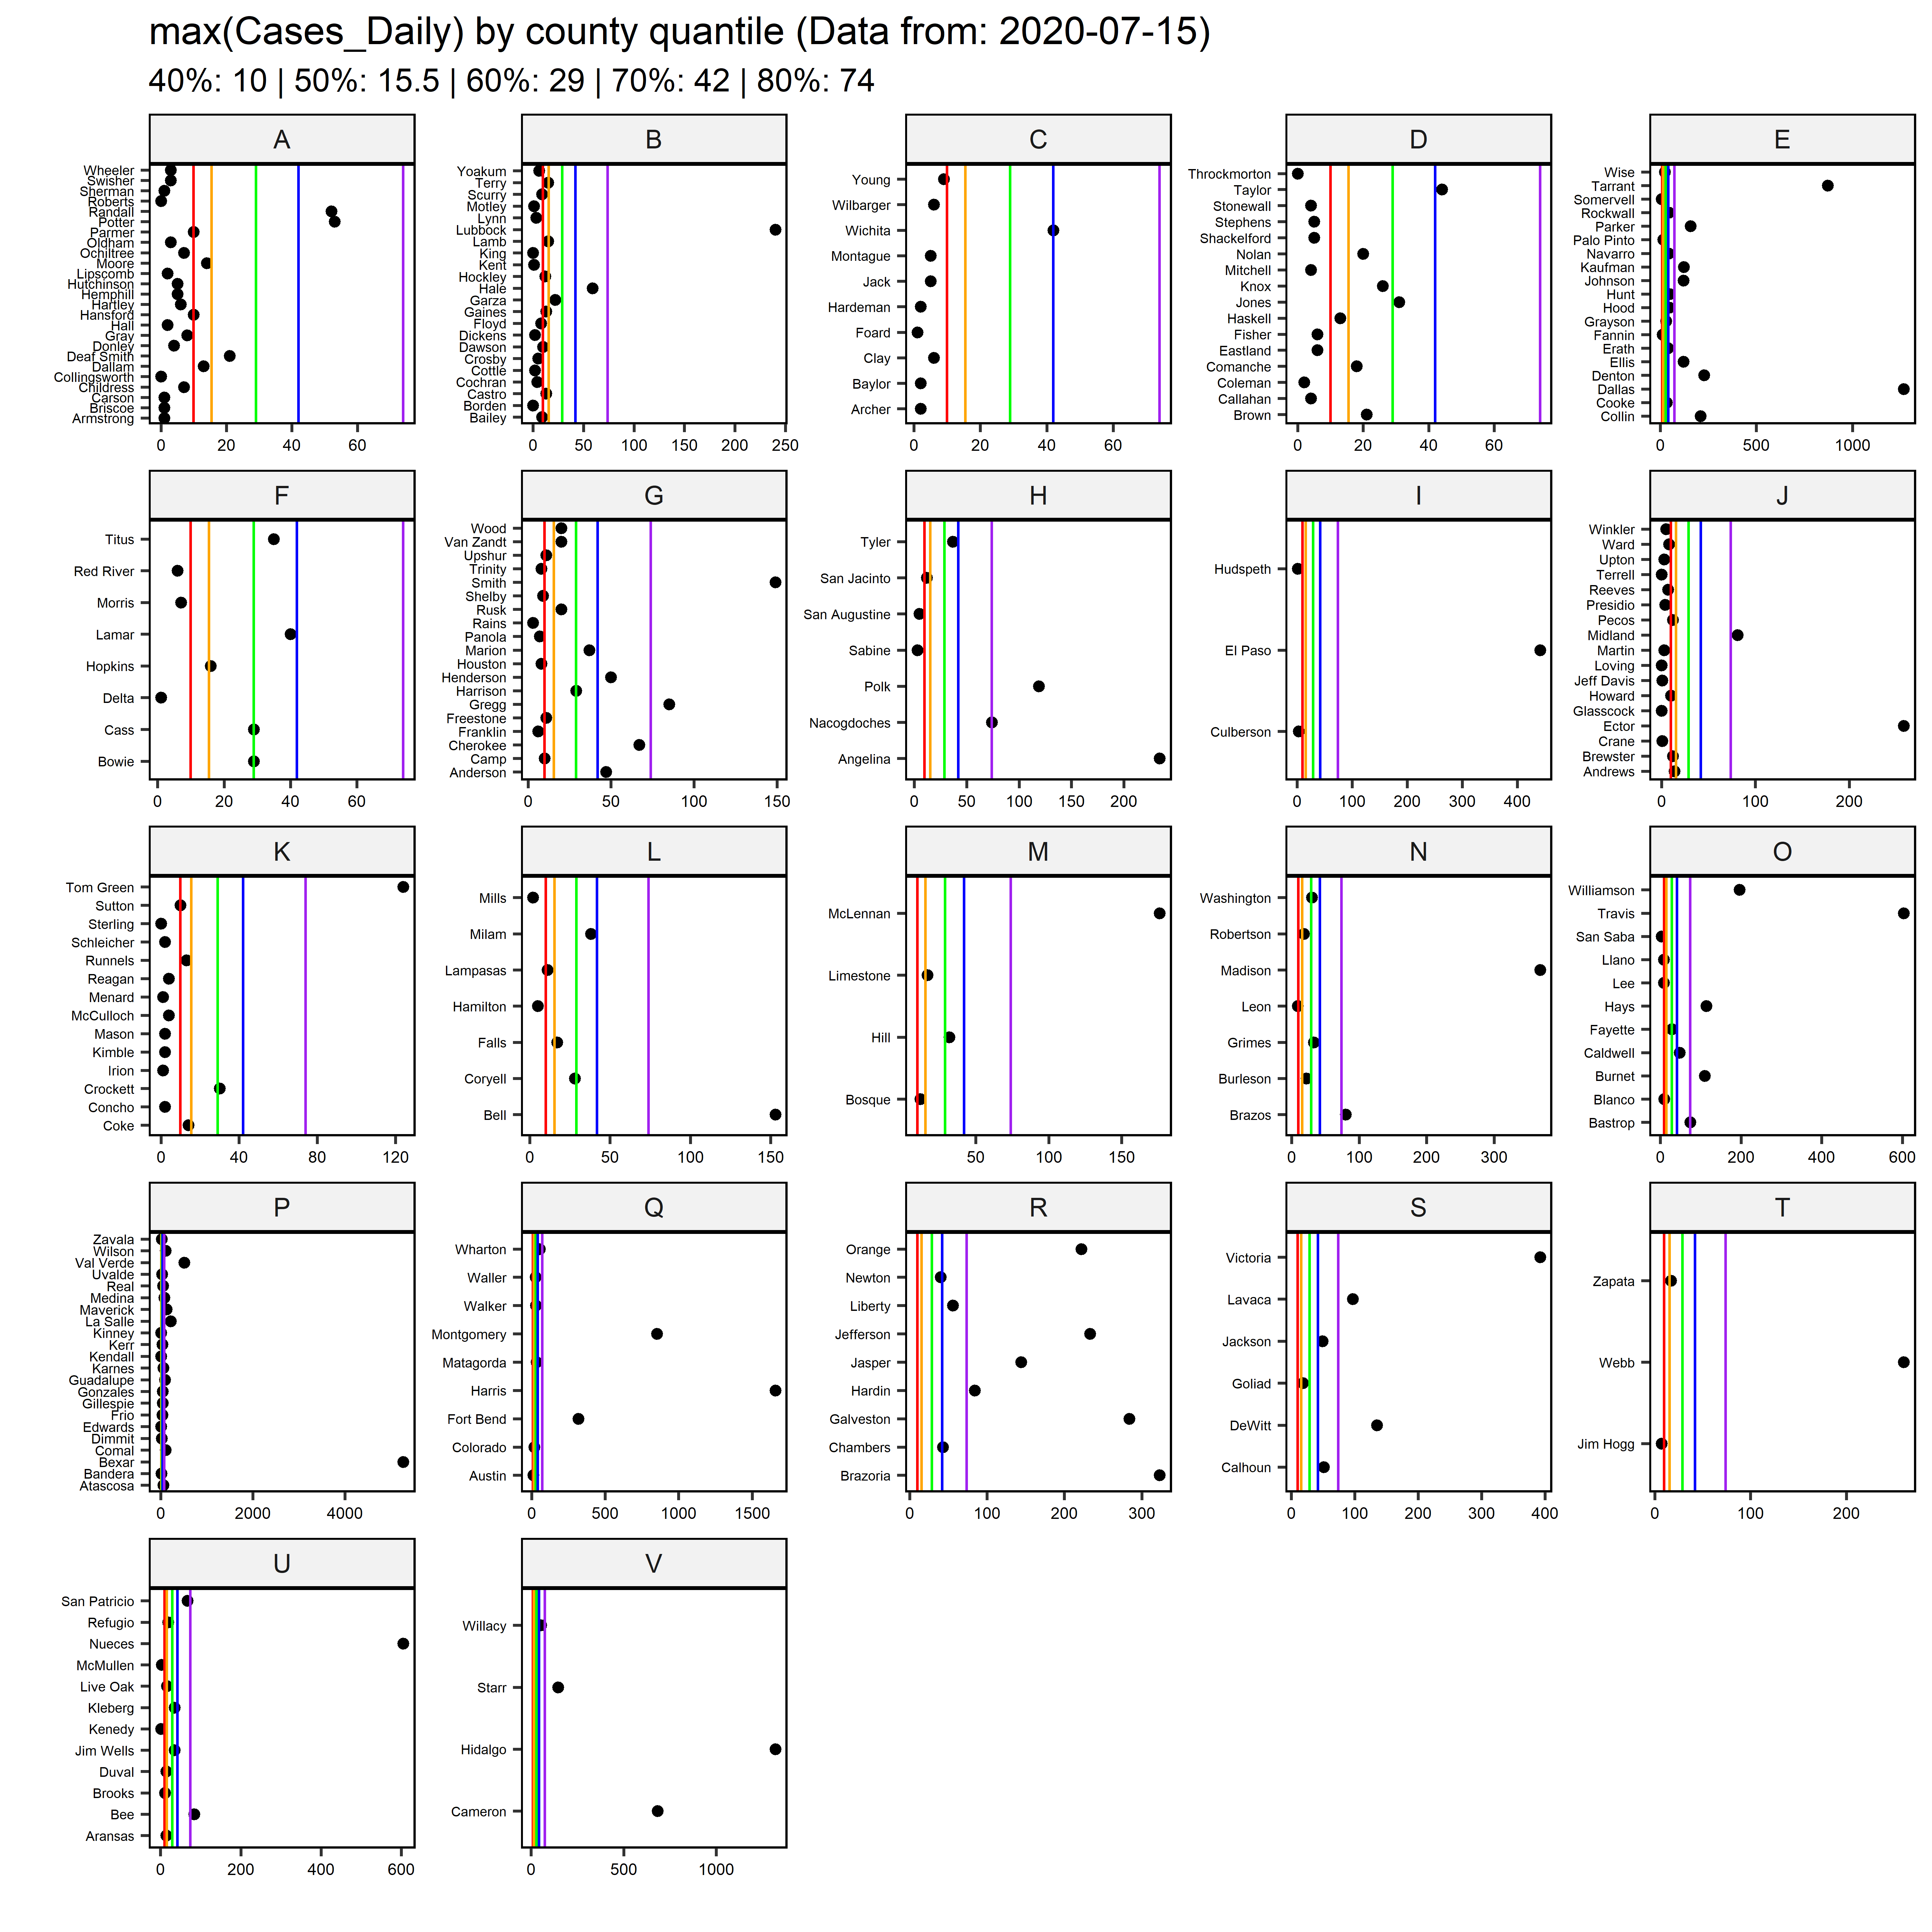 max(Cases_Daily) by county quantile (Data from: 2020-07-15)
40%: 10 | 50%: 15.5 | 60%: 29 | 70%: 42 | 80%: 74
A
Wheeler
Swisher
Sherman
Roberts
Randall
Potter
Parmer
Oldham
Ochiltree
Moore
Lipscomb
Hutchinson
Hemphill
Hartley
Hansford
Hall
Gray
Donley
Deaf Smith
Dallam
Collingsworth
Childress
Carson
Briscoe
Armstrong
0 20 40 60
B
Yoakum
Terry
Scurry
Motley
Lynn
Lubbock
Lamb
King
Kent
Hockley
Hale
Garza
Gaines
Floyd
Dickens
Dawson
Crosby
Cottle
Cochran
Castro
Borden
Bailey
0 50 100 150 200 250
C
Young
Wilbarger
Wichita
Montague
Jack
Hardeman
Foard
Clay
Baylor
Archer
0 20 40 60
D
Throckmorton
Taylor
Stonewall
Stephens
Shackelford
Nolan
Mitchell
Knox
Jones
Haskell
Fisher
Eastland
Comanche
Coleman
Callahan
Brown
0 20 40 60
E
Wise
Tarrant
Somervell
Rockwall
Parker
Palo Pinto
Navarro
Kaufman
Johnson
Hunt
Hood
Grayson
Fannin
Erath
Ellis
Denton
Dallas
Cooke
Collin
0 500 1000
F
Titus
Red River
Morris
Lamar
Hopkins
Delta
Cass
Bowie
0 20 40 60
G
Wood
Van Zandt
Upshur
Trinity
Smith
Shelby
Rusk
Rains
Panola
Marion
Houston
Henderson
Harrison
Gregg
Freestone
Franklin
Cherokee
Camp
Anderson
0 50 100 150
H
Tyler
San Jacinto
San Augustine
Sabine
Polk
Nacogdoches
Angelina
0 50 100 150 200
I
Hudspeth
El Paso
Culberson
0 100 200 300 400
J
Winkler
Ward
Upton
Terrell
Reeves
Presidio
Pecos
Midland
Martin
Loving
Jeff Davis
Howard
Glasscock
Ector
Crane
Brewster
Andrews
0 100 200
K
Tom Green
Sutton
Sterling
Schleicher
Runnels
Reagan
Menard
McCulloch
Mason
Kimble
Irion
Crockett
Concho
Coke
0 40 80 120
L
Mills
Milam
Lampasas
Hamilton
Falls
Coryell
Bell
0 50 100 150
M
McLennan
Limestone
Hill
Bosque
50 100 150
N
Washington
Robertson
Madison
Leon
Grimes
Burleson
Brazos
0 100 200 300
O
Williamson
Travis
San Saba
Llano
Lee
Hays
Fayette
Caldwell
Burnet
Blanco
Bastrop
0 200 400 600
P
Zavala
Wilson
Val Verde
Uvalde
Real
Medina
Maverick
La Salle
Kinney
Kerr
Kendall
Karnes
Guadalupe
Gonzales
Gillespie
Frio
Edwards
Dimmit
Comal
Bexar
Bandera
Atascosa
0 2000 4000
Q
Wharton
Waller
Walker
Montgomery
Matagorda
Harris
Fort Bend
Colorado
Austin
0 500 1000 1500
R
Orange
Newton
Liberty
Jefferson
Jasper
Hardin
Galveston
Chambers
Brazoria
0 100 200 300
S
Victoria
Lavaca
Jackson
Goliad
DeWitt
Calhoun
0 100 200 300 400
T
Zapata
Webb
Jim Hogg
0 100 200
U
San Patricio
Refugio
Nueces
McMullen
Live Oak
Kleberg
Kenedy
Jim Wells
Duval
Brooks
Bee
Aransas
0 200 400 600
V
Willacy
Starr
Hidalgo
Cameron
0 500 1000